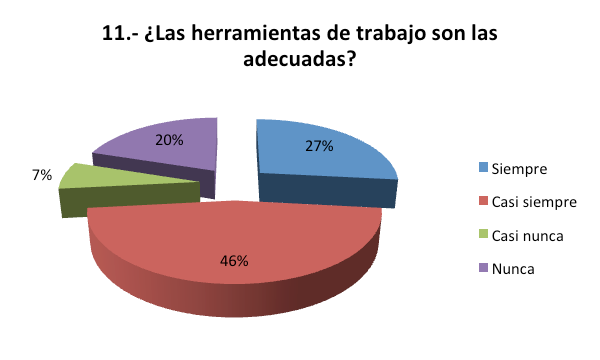 11.- ¿Las herramientas de trabajo son las
adecuadas?
20%
27%
7%
46%
Siempre
Casi siempre
Casi nunca
Nunca